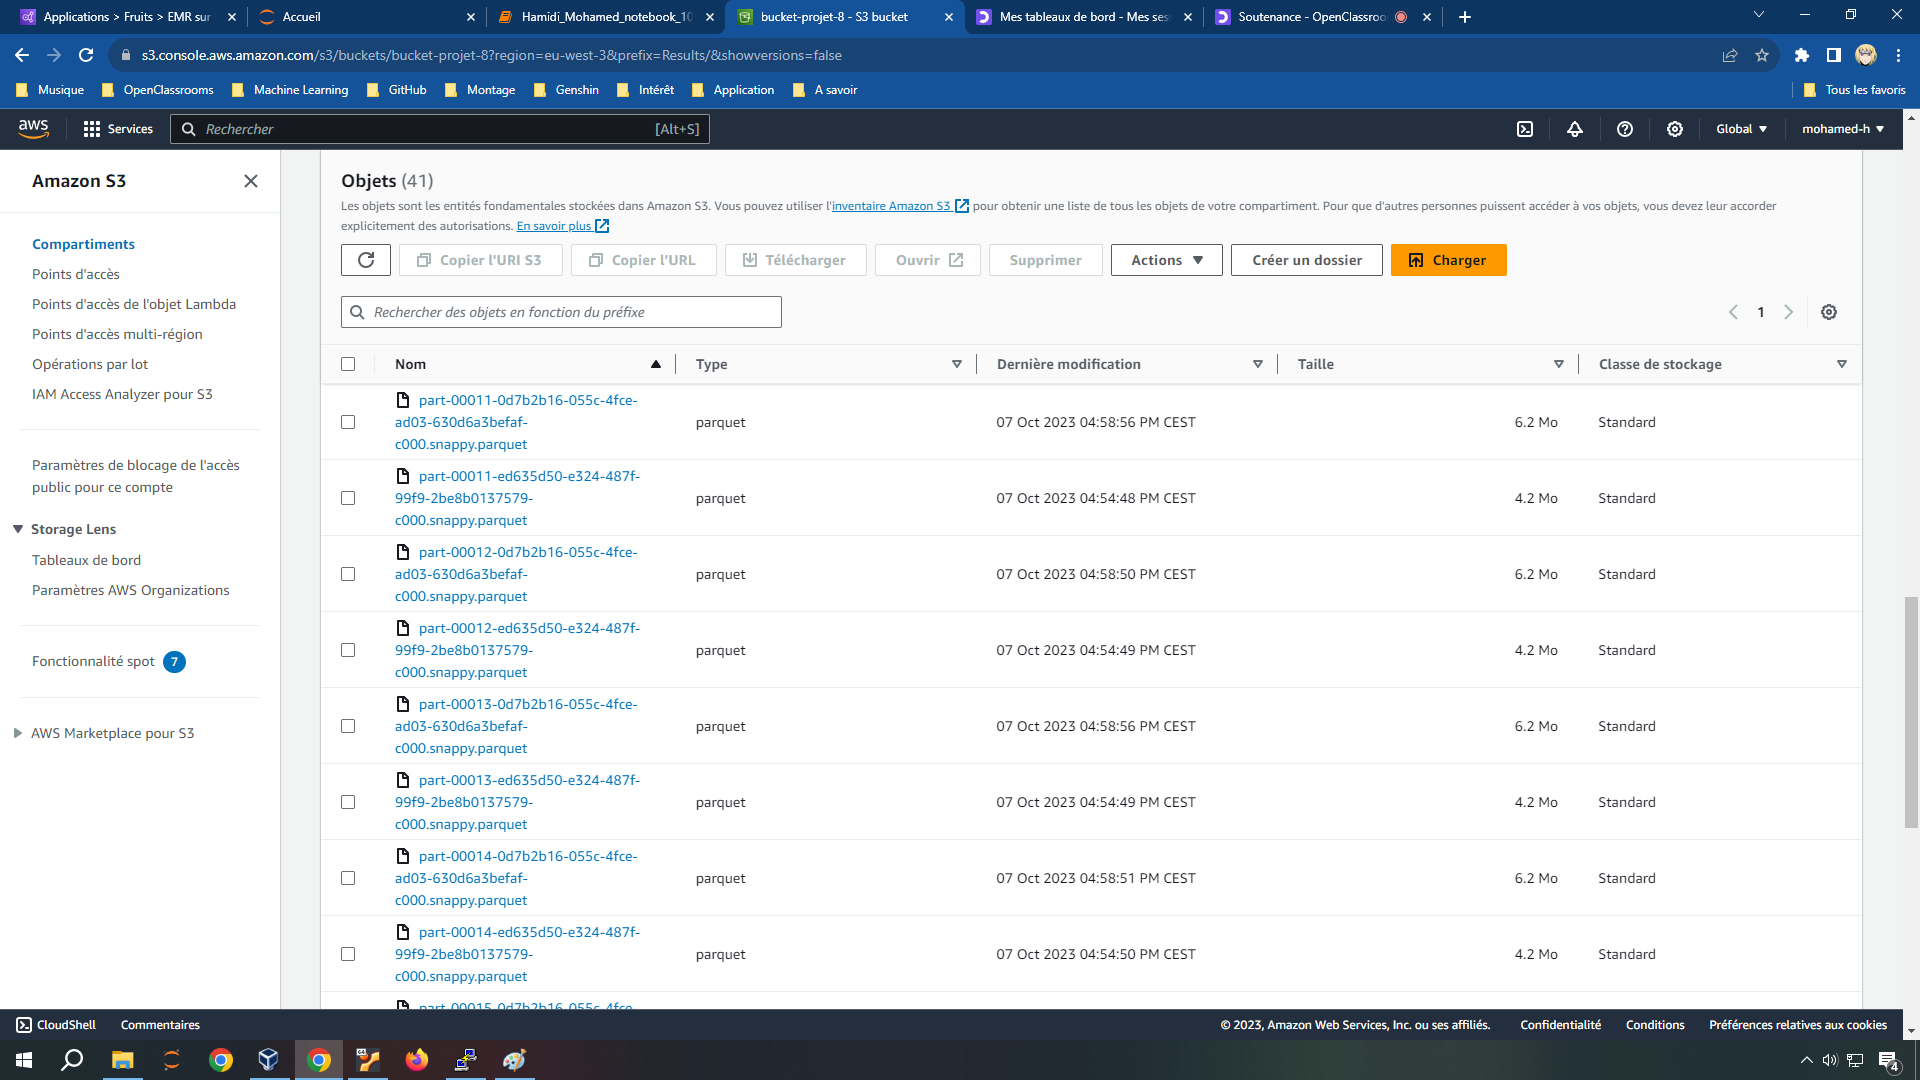 Applications > Fruits > EMR sur
Accueil
Hamidi_Mohamed_notebook_10
bucket-projet-8 - S3 bucket
Mes tableaux de bord - Mes ses
Soutenance - OpenClassroo
s3.console.aws.amazon.com/s3/buckets/bucket-projet-8?region=eu-west-3&prefix=Results/&showversions=false
Musique
OpenClassrooms
Machine Learning
GitHub
Montage
Genshin
Intérêt
Application
A savoir
Tous les favoris
aws
Services
Rechercher
[Alt+S]
Global
mohamed-h
Amazon S3
Compartiments
Points d'accès
Points d'accès de l'objet Lambda
Points d'accès multi-région
Opérations par lot
IAM Access Analyzer pour S3
Paramètres de blocage de l'accès
public pour ce compte
Storage Lens
Tableaux de bord
Paramètres AWS Organizations
Fonctionnalité spot 7
AWS Marketplace pour S3
Objets (41)
Les objets sont les entités fondamentales stockées dans Amazon S3. Vous pouvez utiliser l'inventaire Amazon S3 pour obtenir une liste de tous les objets de votre compartiment. Pour que d'autres personnes puissent accéder à vos objets, vous devez leur accorder
explicitement des autorisations. En savoir plus
Copier l'URI S3
Copier l'URL
Télécharger
Ouvrir
Supprimer
Actions
Créer un dossier
Charger
Rechercher des objets en fonction du préfixe
1
Nom
Type
Dernière modification
Taille
Classe de stockage
part-00011-0d7b2b16-055c-4fce-
ad03-630d6a3befaf-
c000.snappy.parquet
parquet
07 Oct 2023 04:58:56 PM CEST
6.2 Mo
Standard
part-00011-ed635d50-e324-487f-
99f9-2be8b0137579-
c000.snappy.parquet
parquet
07 Oct 2023 04:54:48 PM CEST
4.2 Mo
Standard
part-00012-0d7b2b16-055c-4fce-
ad03-630d6a3befaf-
c000.snappy.parquet
parquet
07 Oct 2023 04:58:50 PM CEST
6.2 Mo
Standard
part-00012-ed635d50-e324-487f-
99f9-2be8b0137579-
c000.snappy.parquet
parquet
07 Oct 2023 04:54:49 PM CEST
4.2 Mo
Standard
part-00013-0d7b2b16-055c-4fce-
ad03-630d6a3befaf-
c000.snappy.parquet
parquet
07 Oct 2023 04:58:56 PM CEST
6.2 Mo
Standard
part-00013-ed635d50-e324-487f-
99f9-2be8b0137579-
c000.snappy.parquet
parquet
07 Oct 2023 04:54:49 PM CEST
4.2 Mo
Standard
part-00014-0d7b2b16-055c-4fce-
ad03-630d6a3befaf-
c000.snappy.parquet
parquet
07 Oct 2023 04:58:51 PM CEST
6.2 Mo
Standard
part-00014-ed635d50-e324-487f-
99f9-2be8b0137579-
c000.snappy.parquet
parquet
07 Oct 2023 04:54:50 PM CEST
4.2 Mo
Standard
part-00015-0d7b2b16-055c-4fce-
CloudShell
Commentaires
© 2023, Amazon Web Services, Inc. ou ses affiliés.
Confidentialité
Conditions
Préférences relatives aux cookies
4